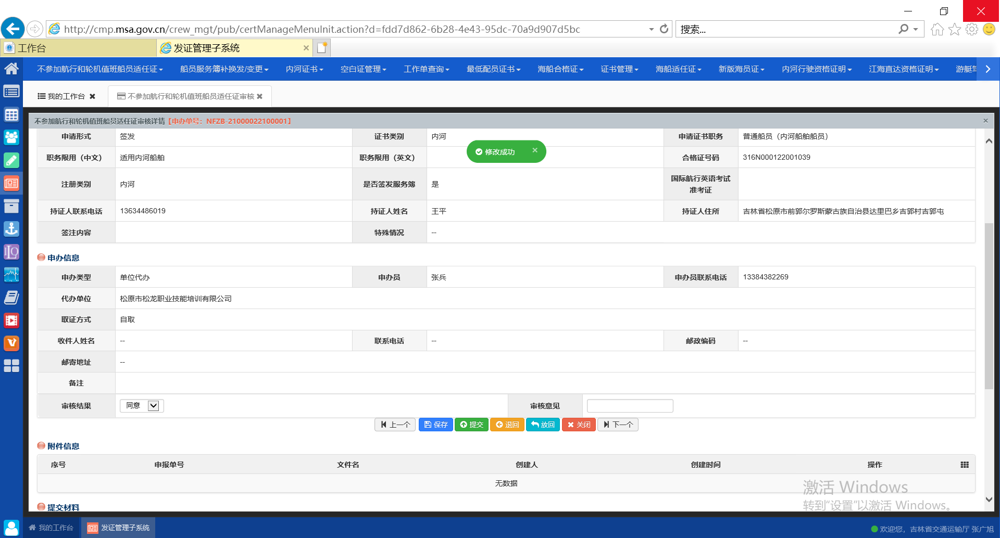 http://cmp.msa.gov.cn/crew_mgt/pub/certManageMenuInit.action?d=fdd7d862-6b28-4e43-95dc-70a9d907d5bc
搜索...
工作台
发证管理子系统
不参加航行和轮机值班船员适任证 船员服务簿补换发/变更 内河证书 空白证管理 工作单查询 最低配员证书 海船合格证 证书管理 海船适任证 新版海员证 内河行驶资格证明 江海直达资格证明 游艇
我的工作台
不参加航行和轮机值班船员适任证审核
不参加航行和轮机值班船员适任证审核详情【申办单号：NFZB-21000022100001】
申请形式 签发 证书类别 内河 申请证书职务 普通船员（内河船舶船员）
修改成功
职务限用（中文） 适用内河船舶 职务限用（英文） 合格证号码 316N000122001039
注册类别 内河 是否签发服务簿 是 国际航行英语考试
准考证
持证人联系电话 13634486019 持证人姓名 王平 持证人住所 吉林省松原市前郭尔罗斯蒙古族自治县达里巴乡吉郭村吉郭屯
签注内容 特殊情况 --
申办信息
申办类型 单位代办 申办员 张兵 申办员联系电话 13384382269
代办单位 松原市松龙职业技能培训有限公司
取证方式 自取
收件人姓名 -- 联系电话 -- 邮政编码 --
邮寄地址 --
备注
审核结果 同意 审核意见
上一个 保存 提交 退回 放回 关闭 下一个
附件信息
序号 申报单号 文件名 创建人 创建时间 操作
无数据
激活 Windows
转到“设置”以激活 Windows。
提交材料
我的工作台 发证管理子系统
欢迎您，吉林省交通运输厅 张广旭